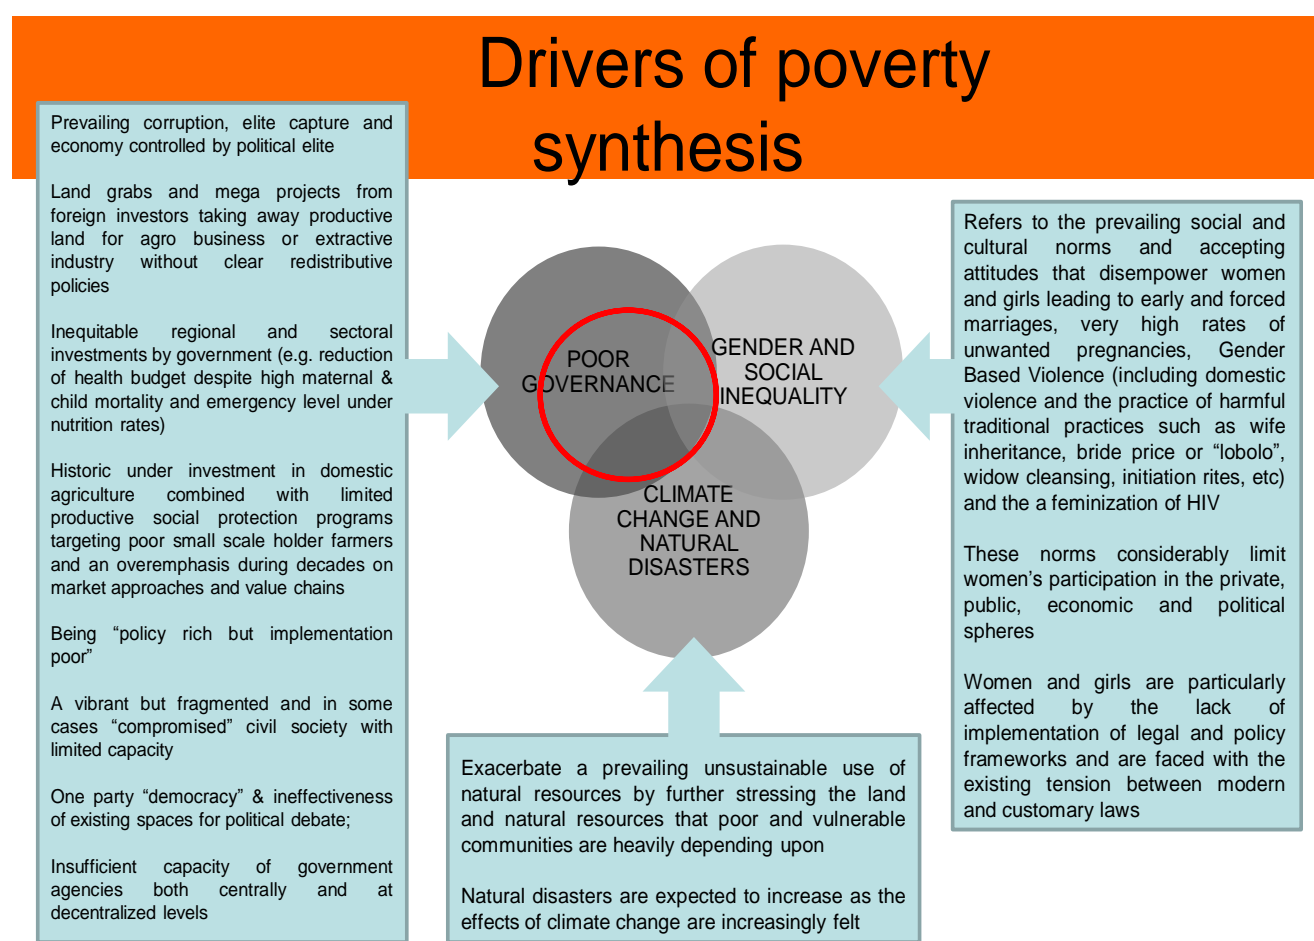 Drivers of poverty
synthesis
Prevailing corruption, elite capture and
economy controlled by political elite
Land grabs and mega projects from
foreign investors taking away productive
land for agro business or extractive
industry without clear redistributive
policies
Inequitable regional and sectoral
investments by government (e.g. reduction
of health budget despite high maternal &
child mortality and emergency level under
nutrition rates)
Historic under investment in domestic
agriculture combined with limited
productive social protection programs
targeting poor small scale holder farmers
and an overemphasis during decades on
market approaches and value chains
Being “policy rich but implementation
poor”
A vibrant but fragmented and in some
cases “compromised” civil society with
limited capacity
One party “democracy” & ineffectiveness
of existing spaces for political debate;
Insufficient capacity of government
agencies both centrally and at
decentralized levels
POOR
GOVERNANCE
GENDER AND
SOCIAL
INEQUALITY
CLIMATE
CHANGE AND
NATURAL
DISASTERS
Exacerbate a prevailing unsustainable use of
natural resources by further stressing the land
and natural resources that poor and vulnerable
communities are heavily depending upon
Natural disasters are expected to increase as the
effects of climate change are increasingly felt
Refers to the prevailing social and
cultural norms and accepting
attitudes that disempower women
and girls leading to early and forced
marriages, very high rates of
unwanted pregnancies, Gender
Based Violence (including domestic
violence and the practice of harmful
traditional practices such as wife
inheritance, bride price or “lobolo”,
widow cleansing, initiation rites, etc)
and the a feminization of HIV
These norms considerably limit
women’s participation in the private,
public, economic and political
spheres
Women and girls are particularly
affected by the lack of
implementation of legal and policy
frameworks and are faced with the
existing tension between modern
and customary laws